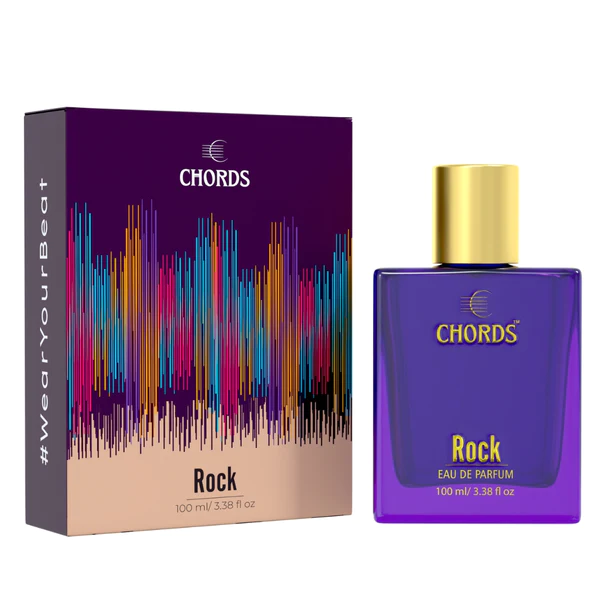 #WearYourBeat
CHORDS
Rock
100 ml/ 3.38 fl oz
CHORDS™
Rock
EAU DE PARFUM
100 ml/ 3.38 fl oz